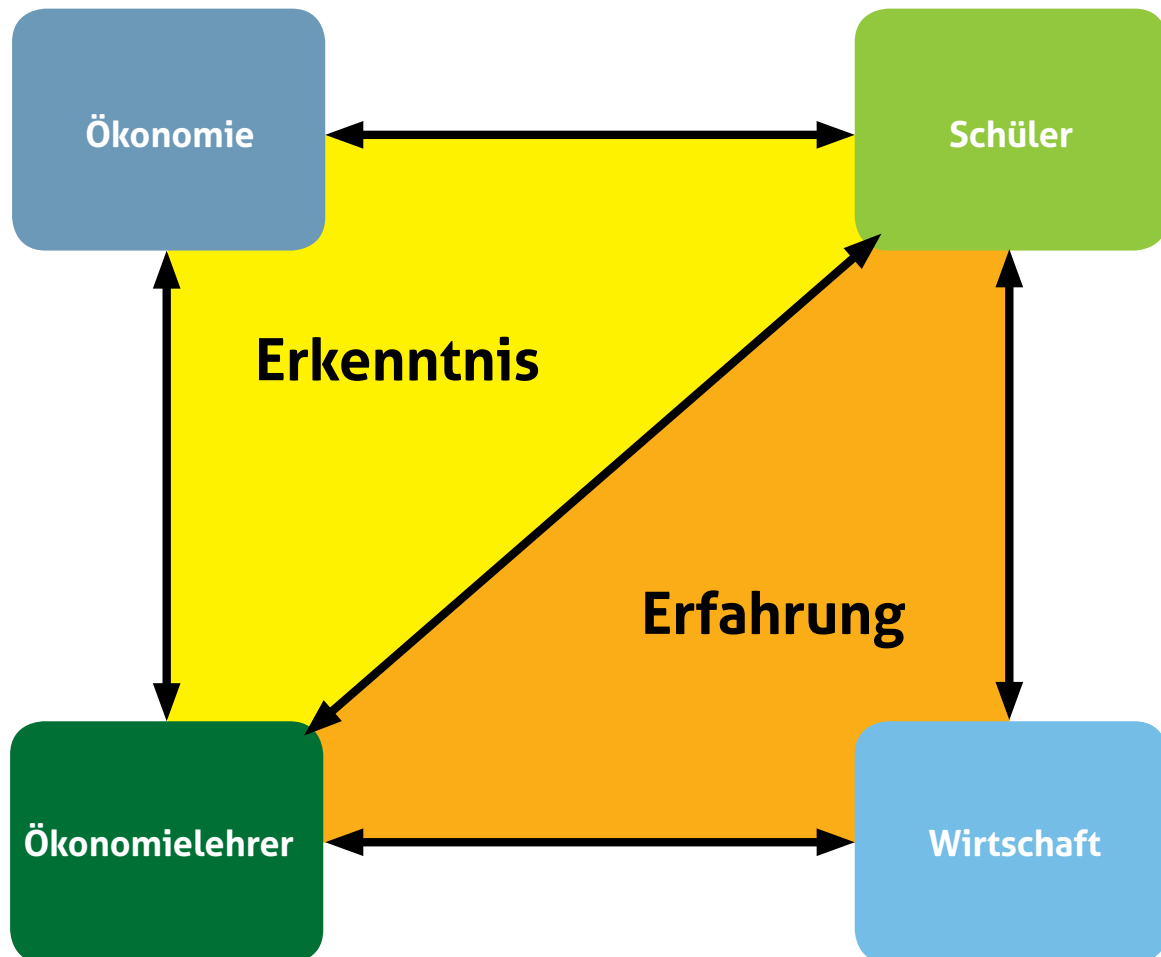 Ökonomie
Schüler
Erkenntnis
Erfahrung
Ökonomielehrer
Wirtschaft